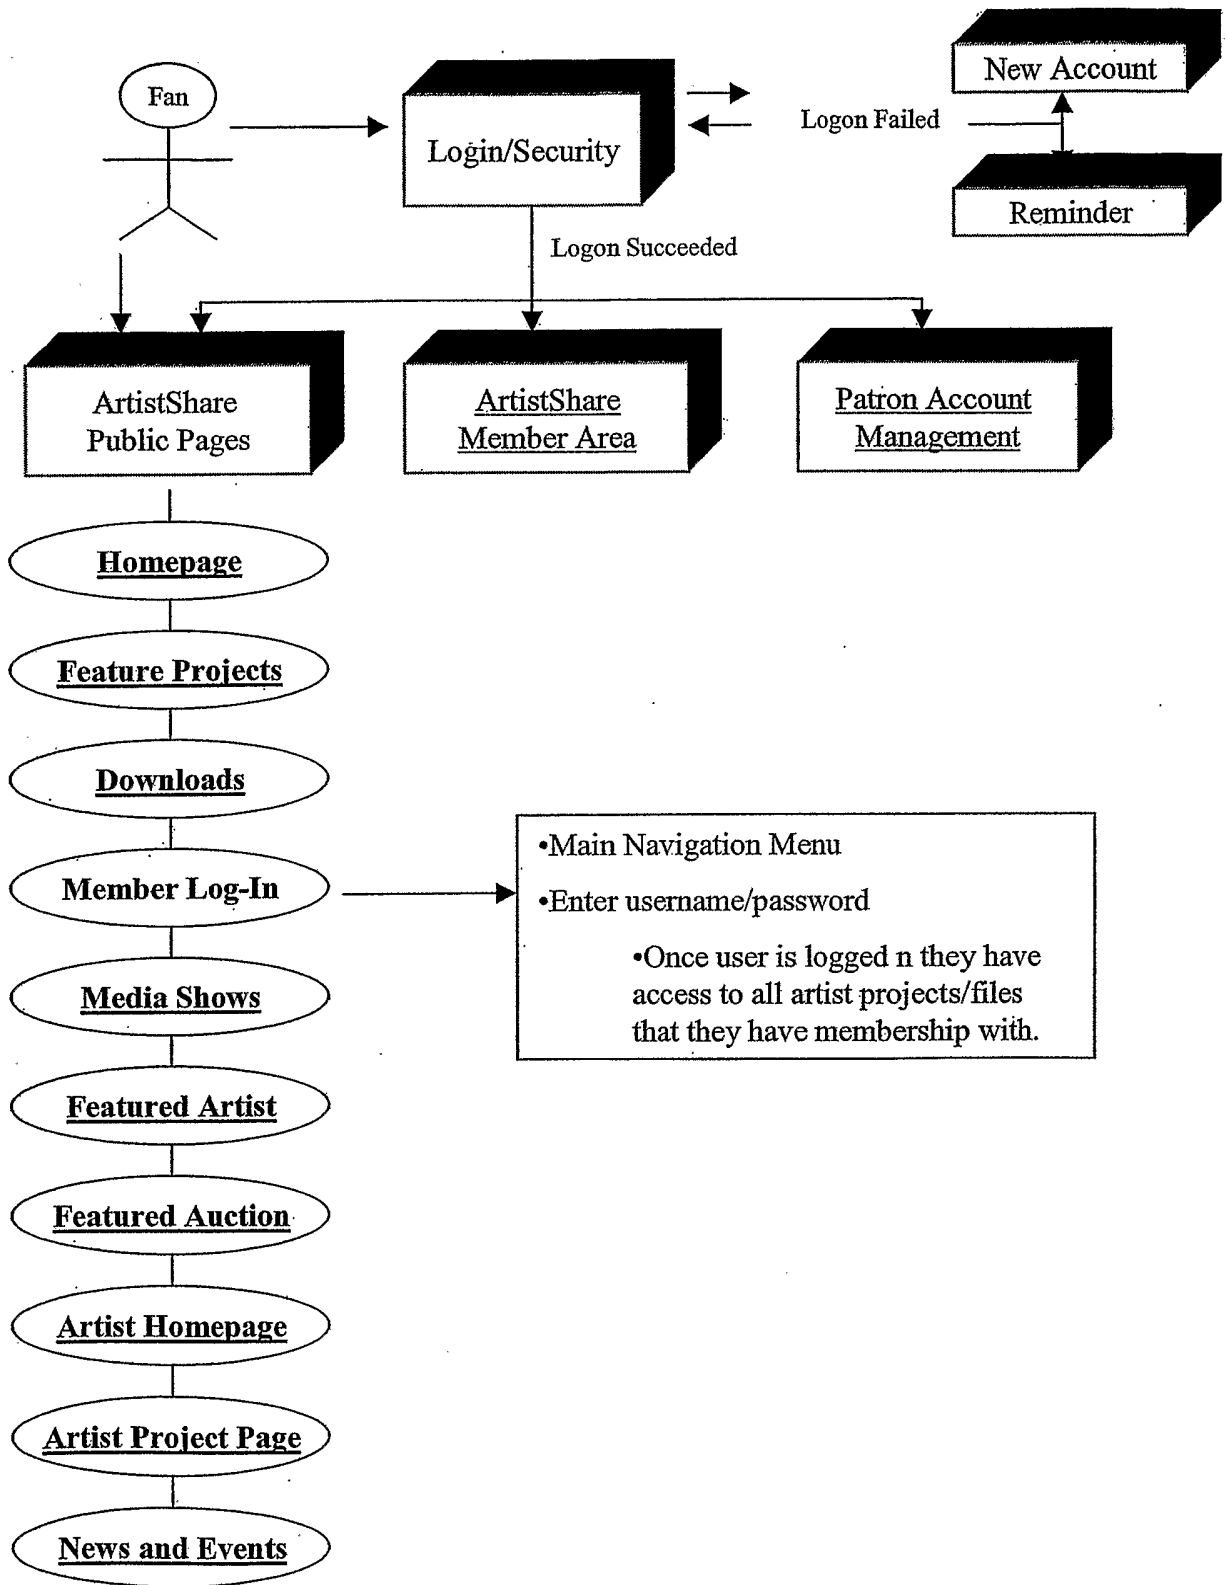 New Account
Fan
Logon Failed
Login/Security
Reminder
Logon Succeeded
ArtistShare
Public Pages
ArtistShare
Member Area
Patron Account
Management
Homepage
Feature Projects
Downloads
Member Log-In
•Main Navigation Menu
•Enter username/password
•Once user is logged n they have
access to all artist projects/files
that they have membership with.
Media Shows
Featured Artist
Featured Auction
Artist Homepage
Artist Project Page
News and Events